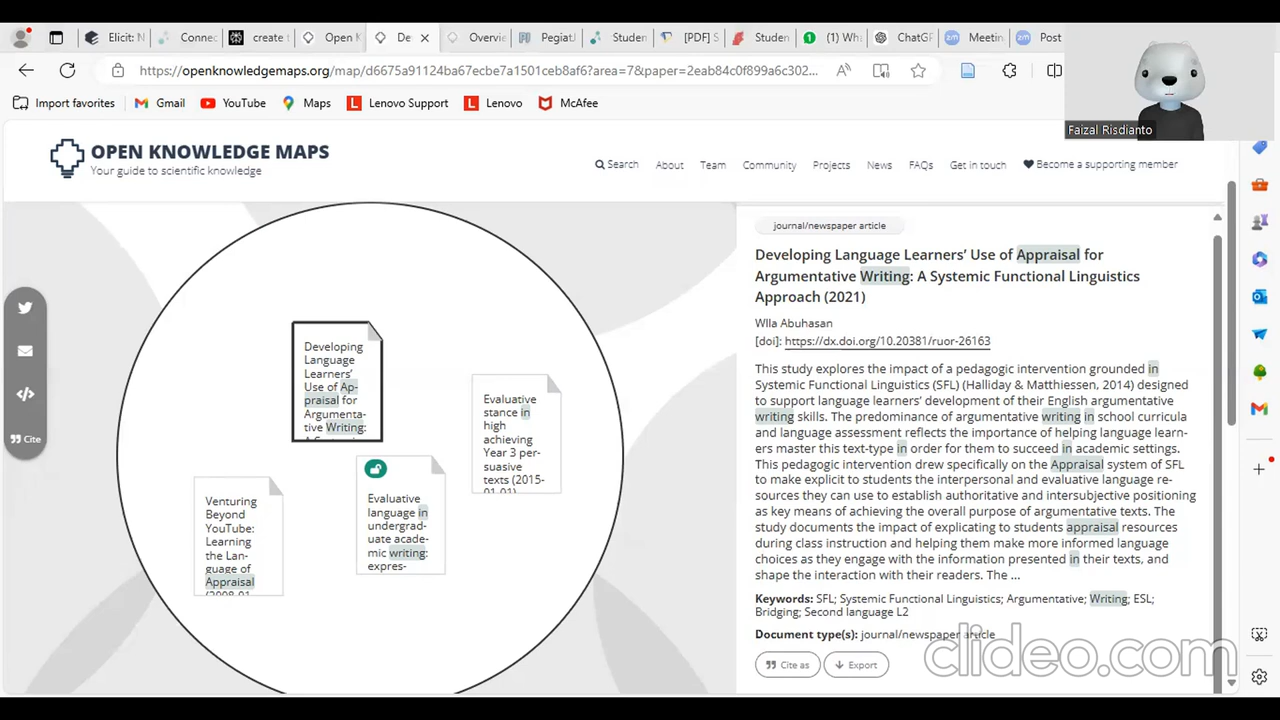 Elicit: N
Connec
create t
Open K
De
Overvie
PegiatJ
Studen
[PDF] S
Studen
(1) Wha
ChatGF
Meetin
Post
https://openknowledgemaps.org/map/d6675a91124ba67ecbe7a1501ceb8af6?area=7&paper=2eab84c0f899a6c302...
Import favorites
Gmail
YouTube
Maps
Lenovo Support
Lenovo
McAfee
Faizal Risdianto
OPEN KNOWLEDGE MAPS
Your guide to scientific knowledge
Search
About
Team
Community
Projects
News
FAQs
Get in touch
Become a supporting member
Cite
Developing
Language
Learners'
Use of Ap-
praisal for
Argumenta-
tive Writing:
Evaluative
stance in
high
achieving
Year 3 per-
suasive
texts (2015-
01-01)
Venturing
Beyond
YouTube:
Learning
the Lan-
guage of
Appraisal
(2008-01
Evaluative
language in
undergrad-
uate acade-
mic writing:
expres-
journal/newspaper article
Developing Language Learners' Use of Appraisal for
Argumentative Writing: A Systemic Functional Linguistics
Approach (2021)
Wlla Abuhasan
[doi]: https://dx.doi.org/10.20381/ruor-26163
This study explores the impact of a pedagogic intervention grounded in
Systemic Functional Linguistics (SFL) (Halliday & Matthiessen, 2014) designed
to support language learners' development of their English argumentative
writing skills. The predominance of argumentative writing in school curricula
and language assessment reflects the importance of helping language learn-
ers master this text-type in order for them to succeed in academic settings.
This pedagogic intervention drew specifically on the Appraisal system of SFL
to make explicit to students the interpersonal and evaluative language re-
sources they can use to establish authoritative and intersubjective positioning
as key means of achieving the overall purpose of argumentative texts. The
study documents the impact of explicating to students appraisal resources
during class instruction and helping them make more informed language
choices as they engage with the information presented in their texts, and
shape the interaction with their readers. The ...
Keywords: SFL; Systemic Functional Linguistics; Argumentative; Writing; ESL;
Bridging; Second language L2
Document type(s): journal/newspaper article
Cite as
Export
clideo.com